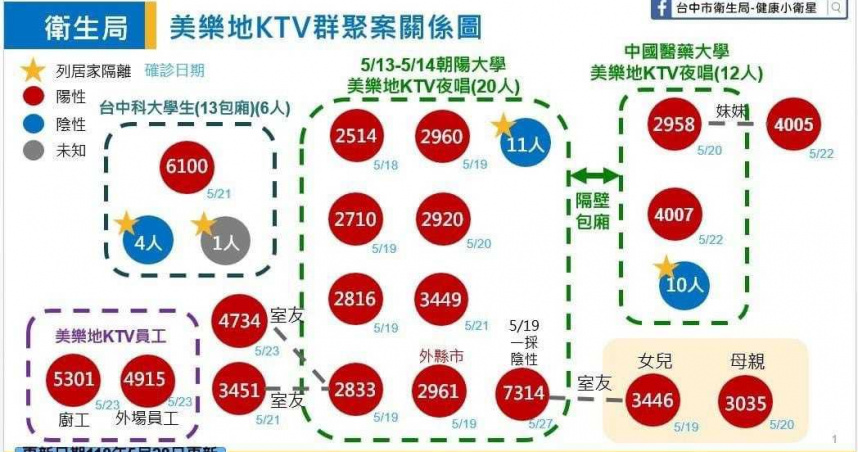 衛生局
美樂地KTV群聚案關係圖
台中市衛生局-健康小衛星
列居家隔離 確診日期
陽性
陰性
未知
台中科大學生(13包廂)(6人)
6100
5/21
4人
1人
5/13-5/14朝陽大學
美樂地KTV夜唱(20人)
2514
5/18
2960
5/19
11人
2710
5/19
2920
5/20
2816
5/19
3449
5/21
2833
5/19
外縣市
2961
5/19
5/19
一採
陰性
7314
5/27
隔壁
包廂
中國醫藥大學
美樂地KTV夜唱(12人)
2958
5/20
妹妹
4005
5/22
4007
5/22
10人
美樂地KTV員工
5301
5/23
廚工
4915
5/23
外場員工
4734
5/23
室友
3451
5/21
室友
室友
女兒
3446
5/19
母親
3035
5/20
1